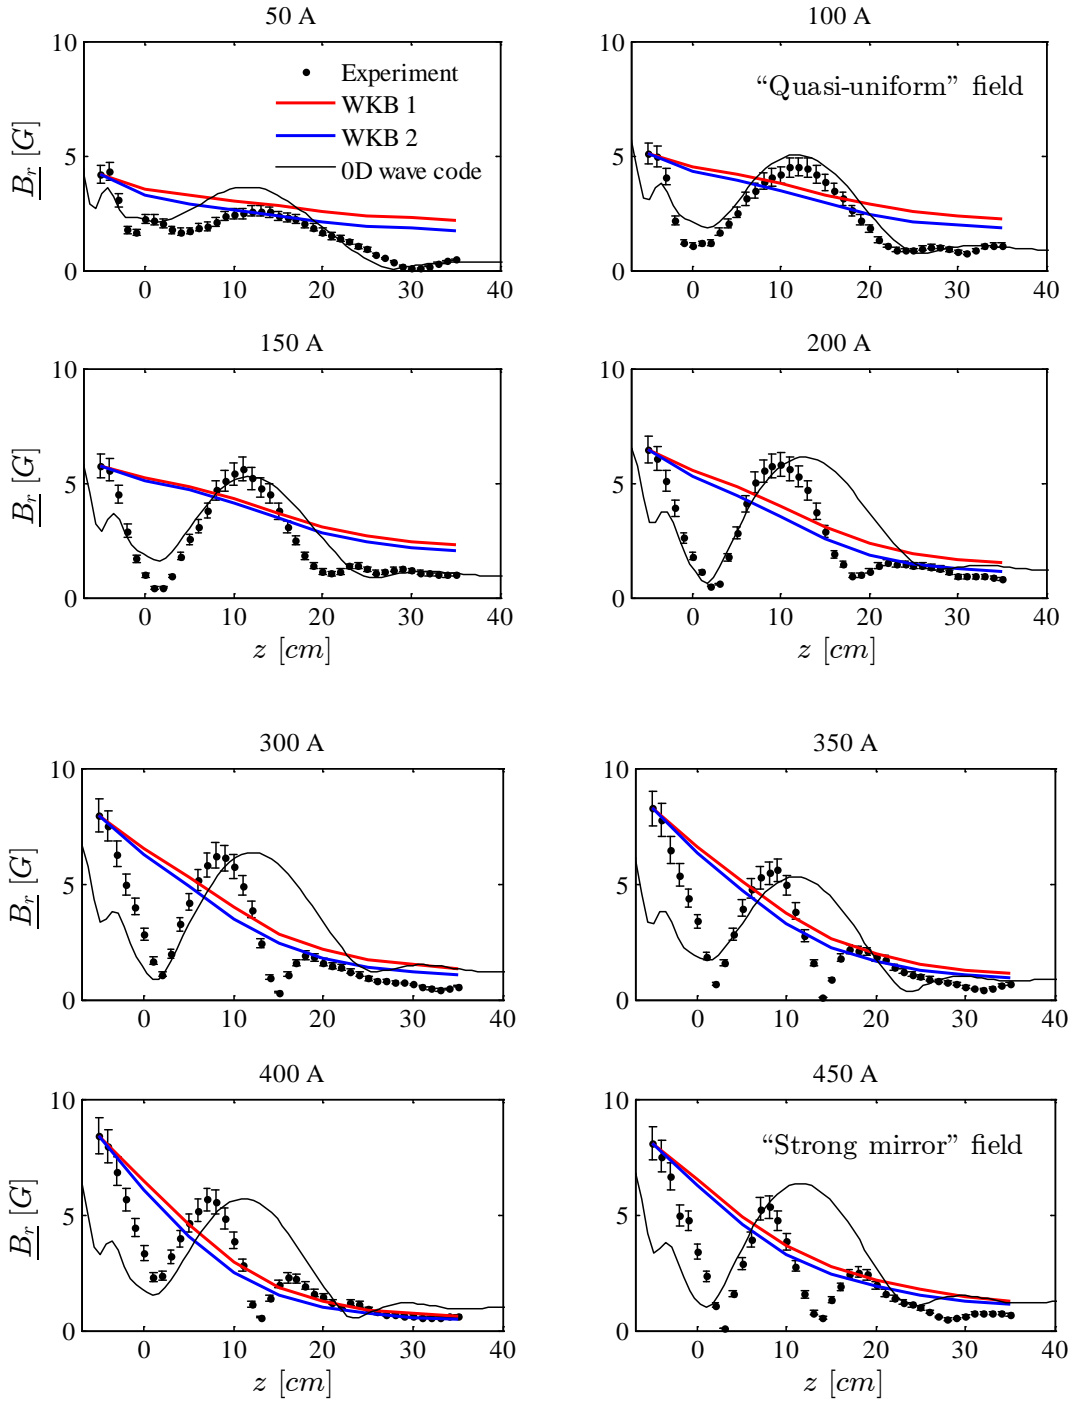 50 A
100 A
10
5
0
B_r [G]
Experiment
WKB 1
WKB 2
0D wave code
0 10 20 30 40
10
5
0
“Quasi-uniform” field
0 10 20 30 40
150 A
200 A
10
5
0
B_r [G]
0 10 20 30 40
z [cm]
10
5
0
0 10 20 30 40
z [cm]
300 A
350 A
10
5
0
B_r [G]
0 10 20 30 40
10
5
0
0 10 20 30 40
400 A
450 A
10
5
0
B_r [G]
0 10 20 30 40
z [cm]
10
5
0
“Strong mirror” field
0 10 20 30 40
z [cm]